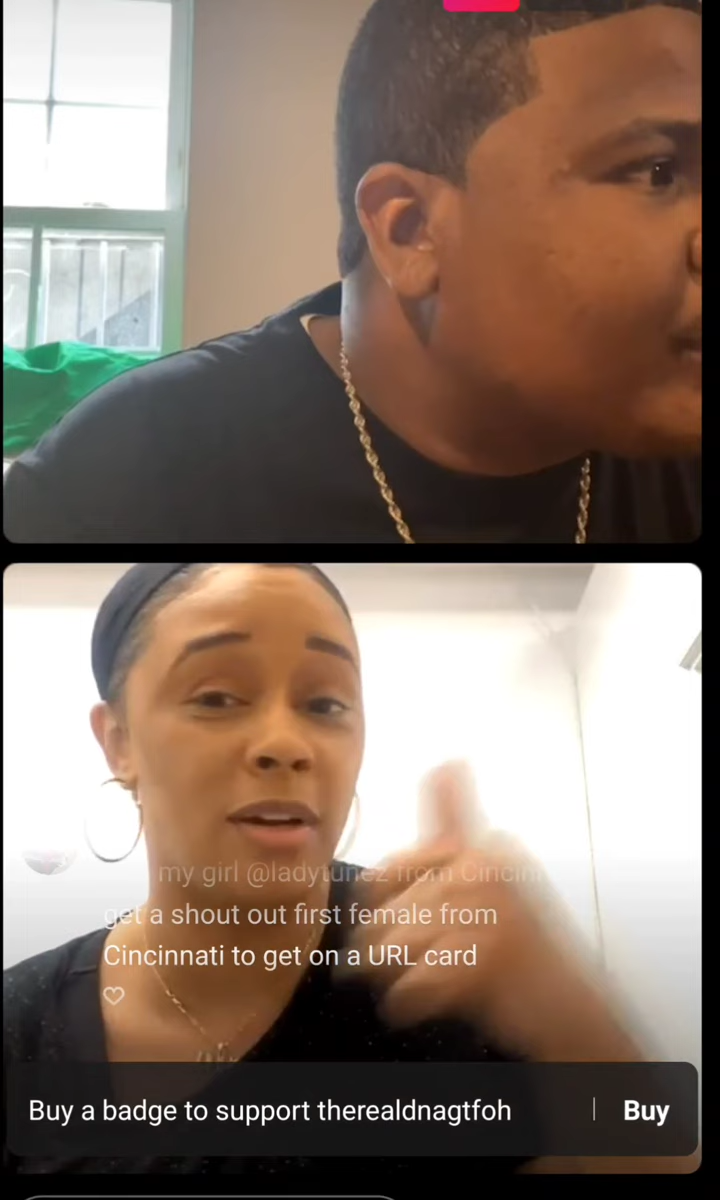 my girl @ladytunez from Cincin
get a shout out first female from
Cincinnati to get on a URL card
Buy a badge to support therealdnagtfoh
Buy